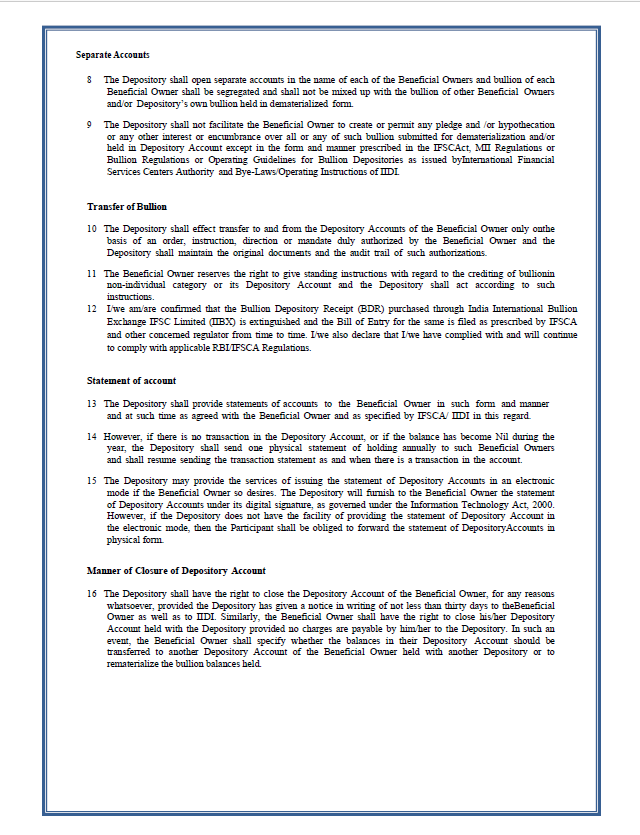 Separate Accounts
8 The Depository shall open separate accounts in the name of each of the Beneficial Owners and bullion of each
Beneficial Owner shall be segregated and shall not be mixed up with the bullion of other Beneficial Owners
and/or Depository's own bullion held in dematerialized form.
9 The Depository shall not facilitate the Beneficial Owner to create or permit any pledge and /or hypothecation
or any other interest or encumbrance over all or any of such bullion submitted for dematerialization and/or
held in Depository Account except in the form and manner prescribed in the IFSCAct, MII Regulations or
Bullion Regulations or Operating Guidelines for Bullion Depositories as issued byInternational Financial
Services Centers Authority and Bye-Laws/Operating Instructions of IIDI.
Transfer of Bullion
10 The Depository shall effect transfer to and from the Depository Accounts of the Beneficial Owner only onthe
basis of an order, instruction, direction or mandate duly authorized by the Beneficial Owner and the
Depository shall maintain the original documents and the audit trail of such authorizations.
11 The Beneficial Owner reserves the right to give standing instructions with regard to the crediting of bullionin
non-individual category or its Depository Account and the Depository shall act according to such
instructions.
12 I/we am/are confirmed that the Bullion Depository Receipt (BDR) purchased through India International Bullion
Exchange IFSC Limited (IIBX) is extinguished and the Bill of Entry for the same is filed as prescribed by IFSCA
and other concerned regulator from time to time. I/we also declare that I/we have complied with and will continue
to comply with applicable RBI/IFSCA Regulations.
Statement of account
13 The Depository shall provide statements of accounts to the Beneficial Owner in such form and manner
and at such time as agreed with the Beneficial Owner and as specified by IFSCA/ IIDI in this regard.
14 However, if there is no transaction in the Depository Account, or if the balance has become Nil during the
year, the Depository shall send one physical statement of holding annually to such Beneficial Owners
and shall resume sending the transaction statement as and when there is a transaction in the account.
15 The Depository may provide the services of issuing the statement of Depository Accounts in an electronic
mode if the Beneficial Owner so desires. The Depository will furnish to the Beneficial Owner the statement
of Depository Accounts under its digital signature, as governed under the Information Technology Act, 2000.
However, if the Depository does not have the facility of providing the statement of Depository Account in
the electronic mode, then the Participant shall be obliged to forward the statement of DepositoryAccounts in
physical form.
Manner of Closure of Depository Account
16 The Depository shall have the right to close the Depository Account of the Beneficial Owner, for any reasons
whatsoever, provided the Depository has given a notice in writing of not less than thirty days to theBeneficial
Owner as well as to IIDI. Similarly, the Beneficial Owner shall have the right to close his/her Depository
Account held with the Depository provided no charges are payable by him/her to the Depository. In such an
event, the Beneficial Owner shall specify whether the balances in their Depository Account should be
transferred to another Depository Account of the Beneficial Owner held with another Depository or to
rematerialize the bullion balances held.